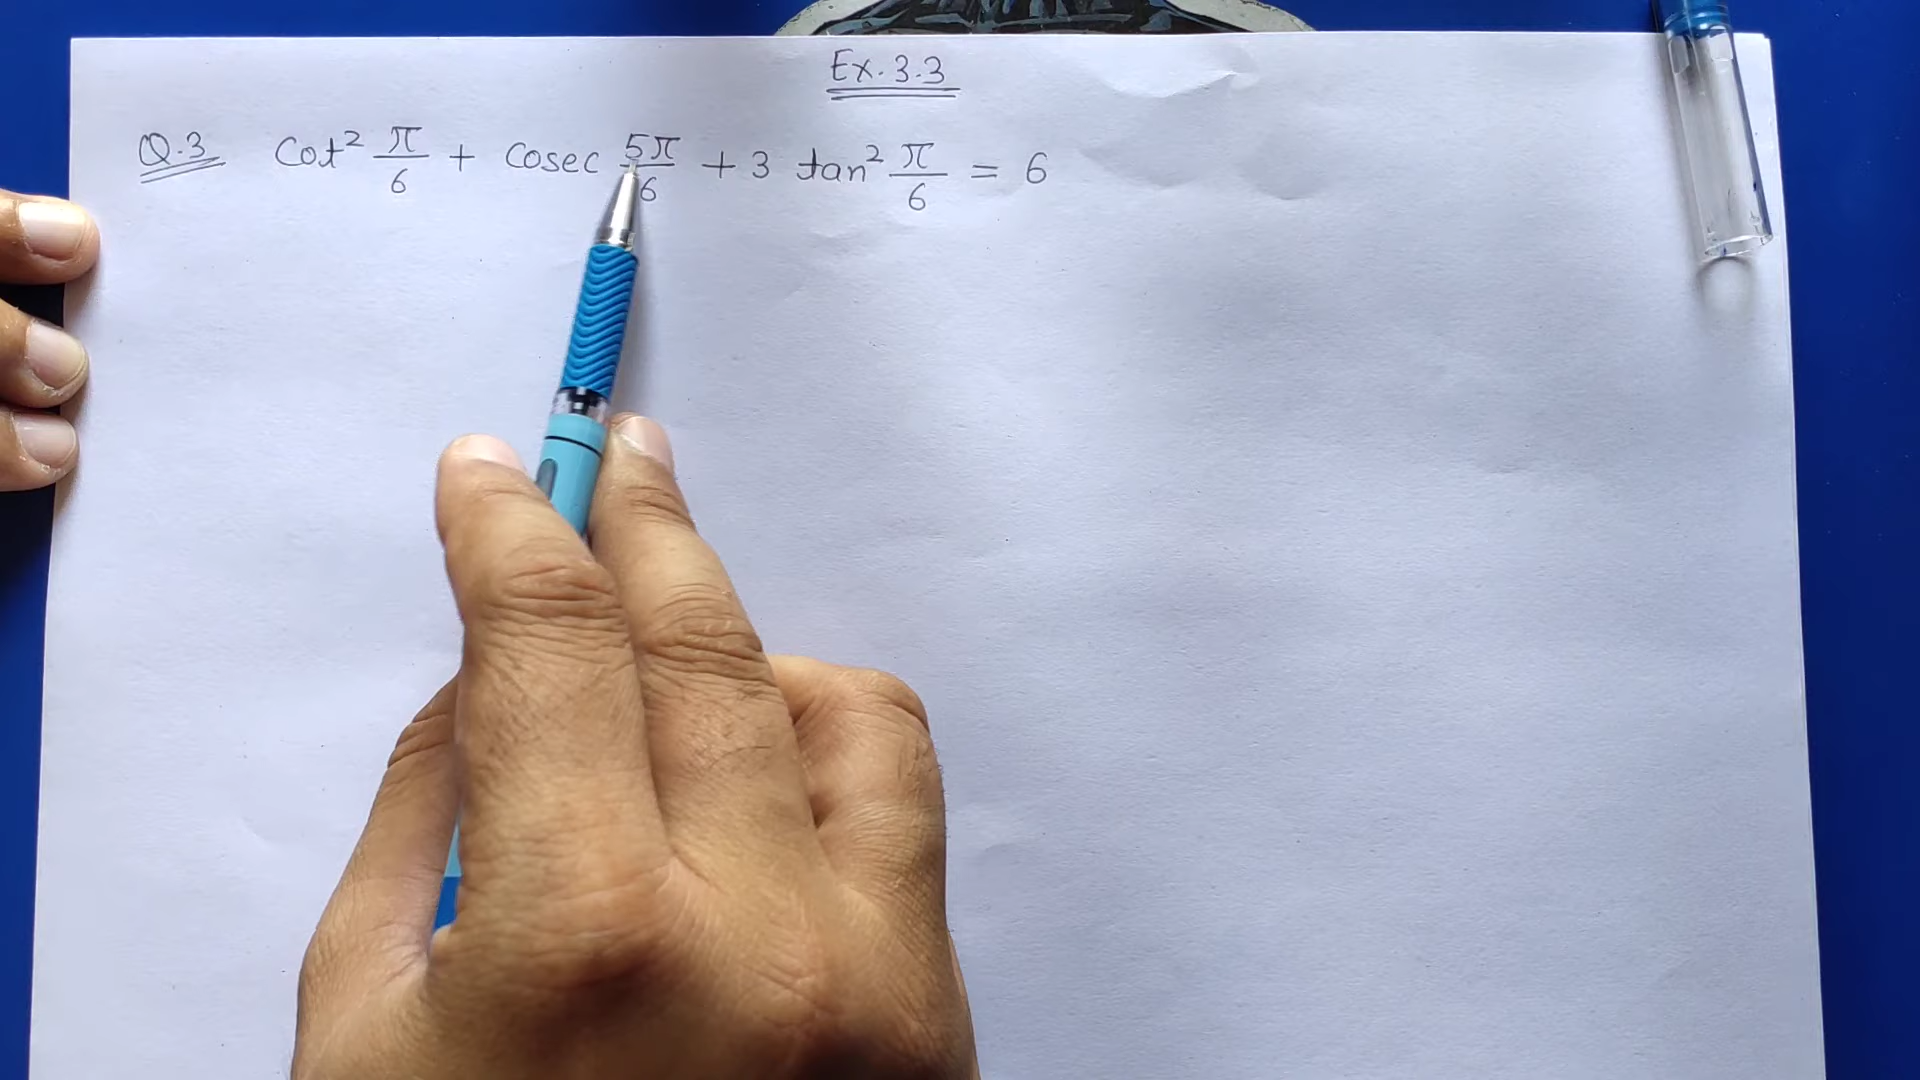 Ex. 3.3
Q.3 Cot² π/6 + Cosec 5π/6 + 3 tan² π/6 = 6